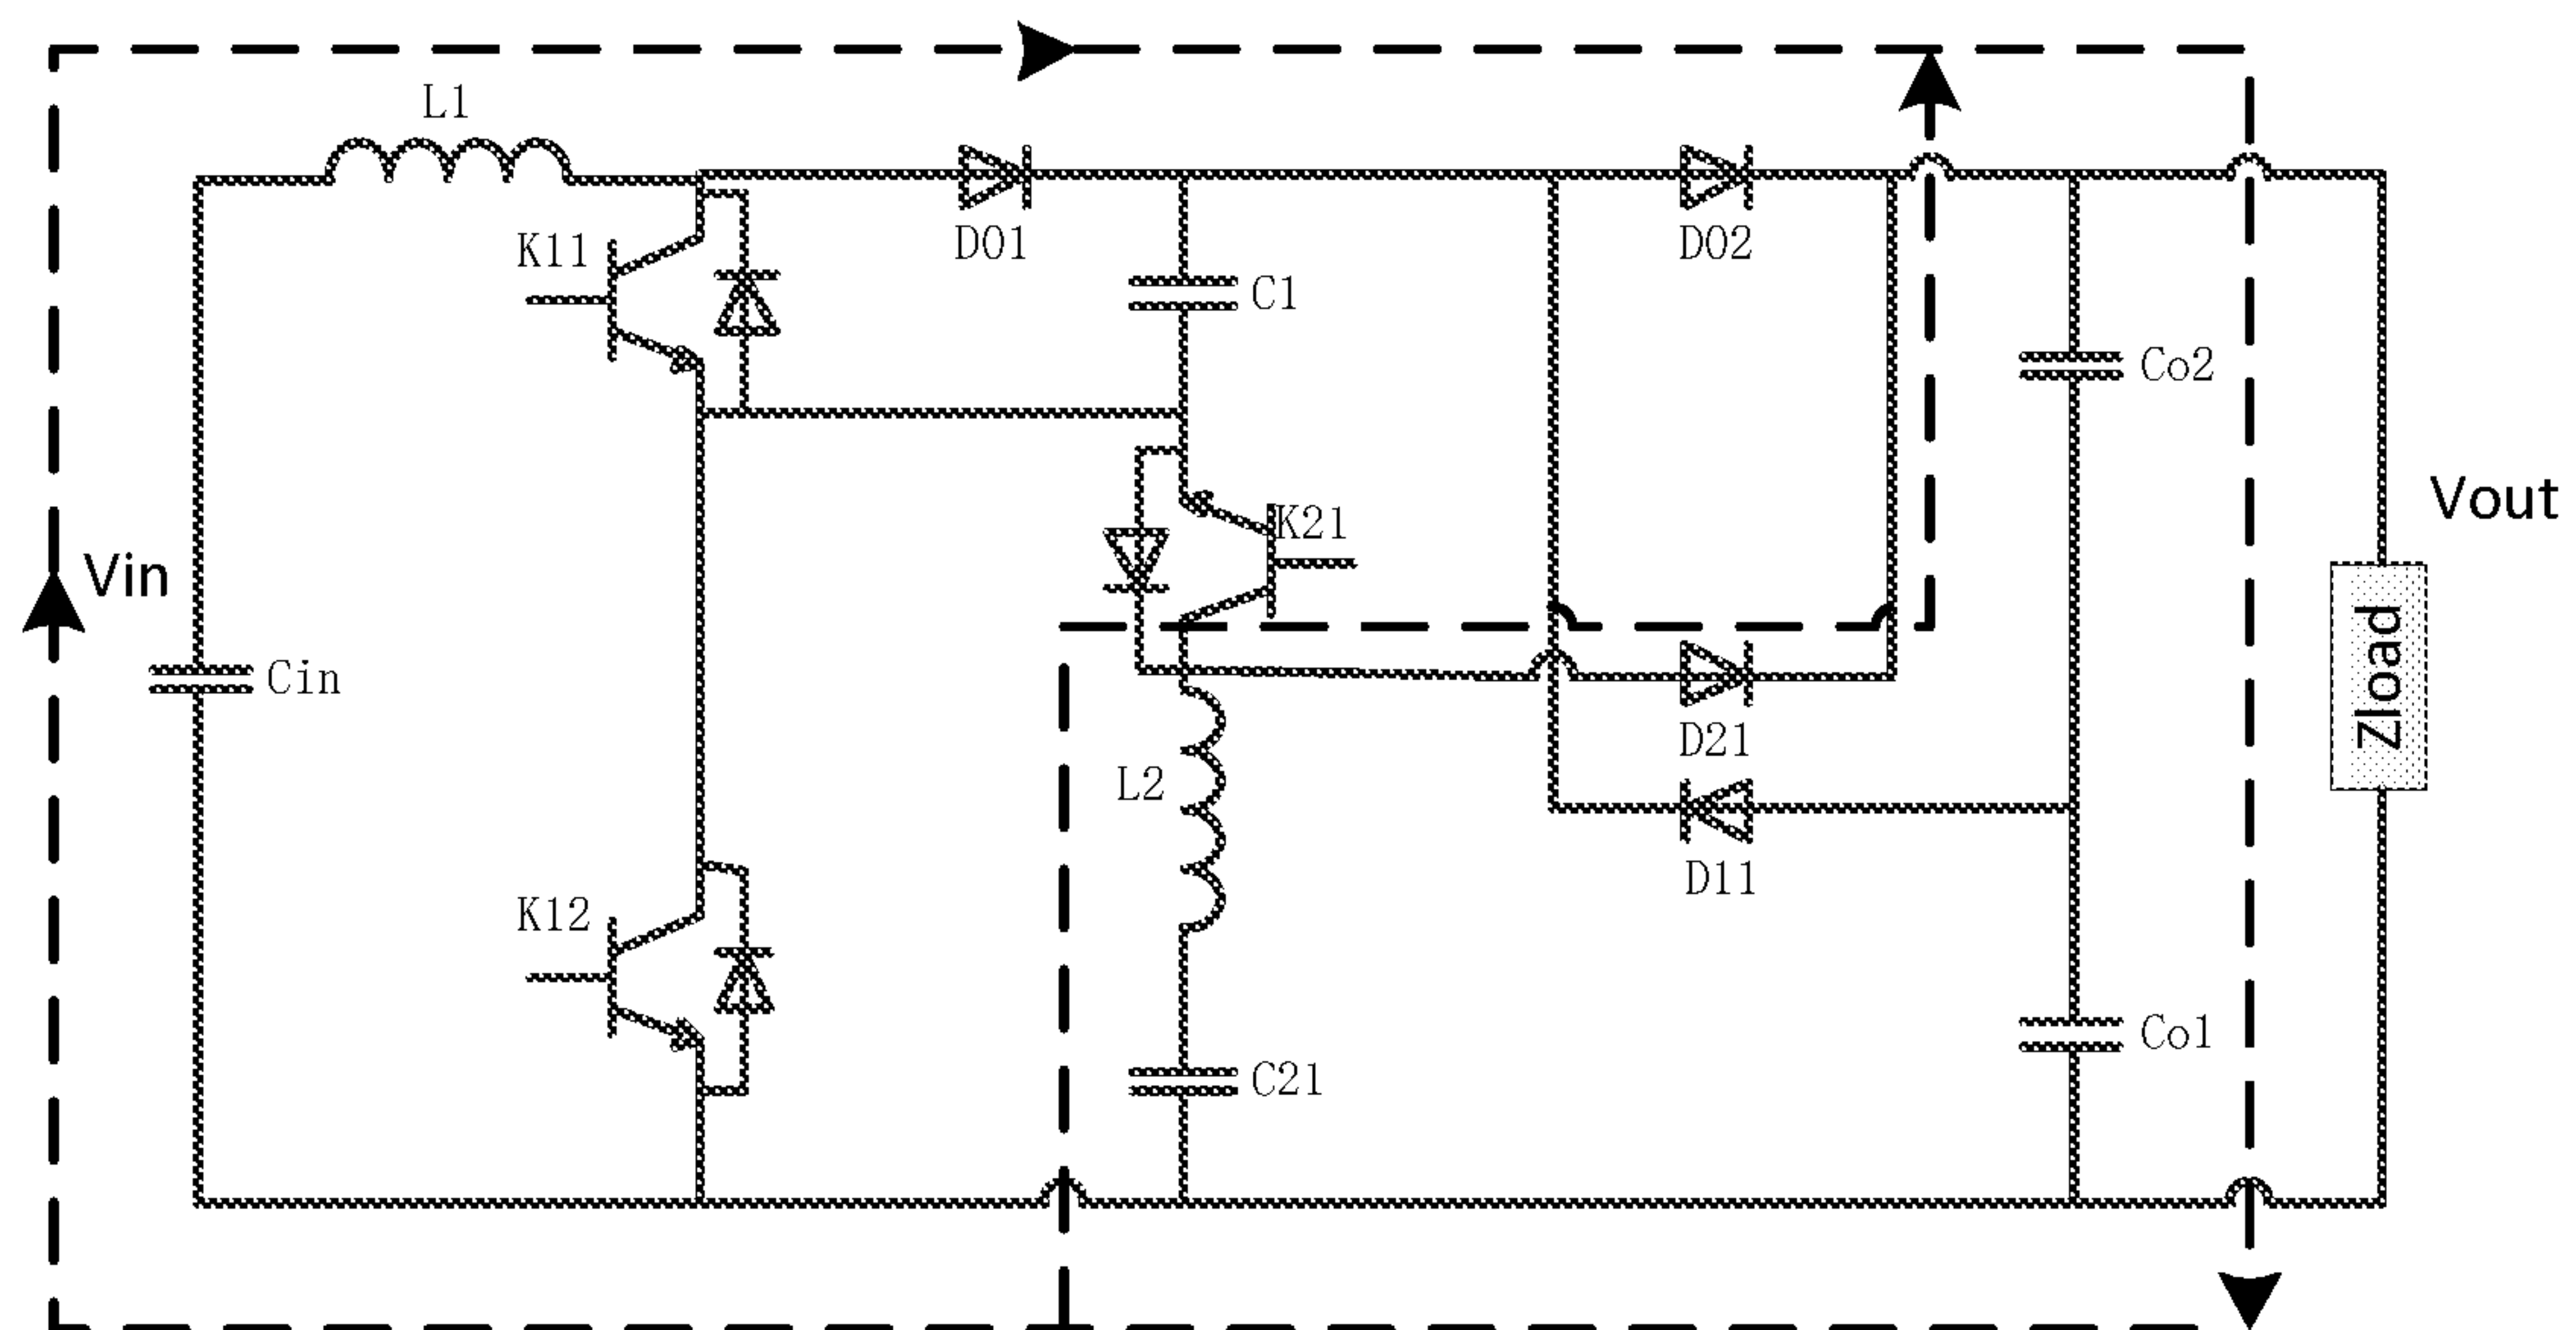 L1
K11
D01
D02
C1
Co2
K21
Vout
Vin
Cin
Zload
D21
L2
D11
K12
Co1
C21